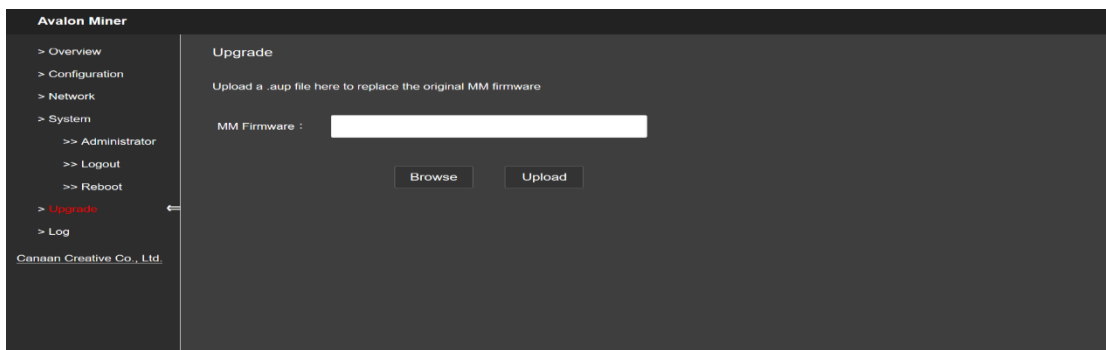 Avalon Miner
> Overview
> Configuration
> Network
> System
>> Administrator
>> Logout
>> Reboot
> Upgrade
> Log
Canaan Creative Co., Ltd.
Upgrade
Upload a .aup file here to replace the original MM firmware
MM Firmware：
Browse
Upload